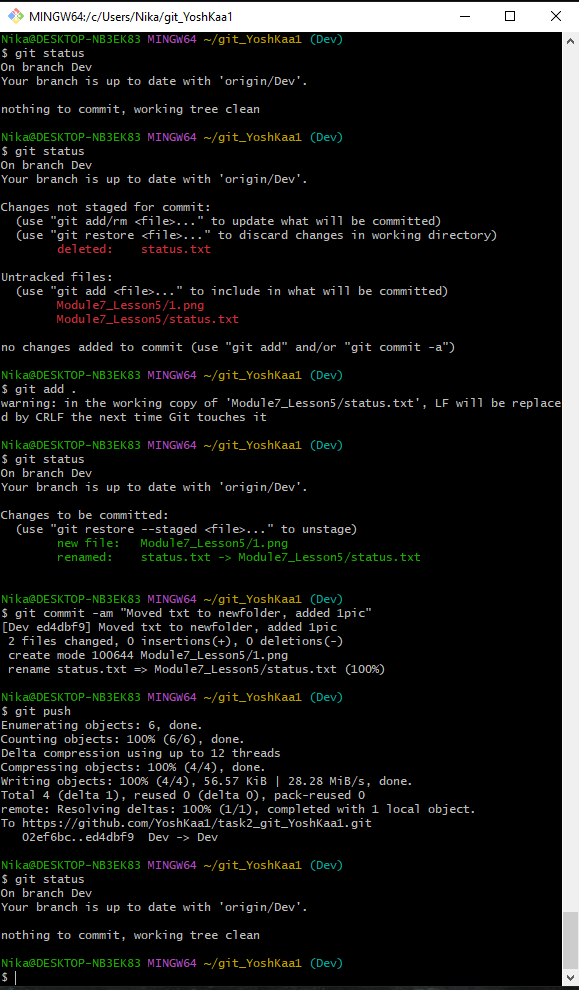 MINGW64:/c/Users/Nika/git_YoshKaa1
Nika@DESKTOP-NB3EK83 MINGW64 ~/git_YoshKaa1 (Dev)
$ git status
On branch Dev
Your branch is up to date with 'origin/Dev'.
nothing to commit, working tree clean
Nika@DESKTOP-NB3EK83 MINGW64 ~/git_YoshKaa1 (Dev)
$ git status
On branch Dev
Your branch is up to date with 'origin/Dev'.
Changes not staged for commit:
(use "git add/rm <file>..." to update what will be committed)
(use "git restore <file>..." to discard changes in working directory)
deleted: status.txt
Untracked files:
(use "git add <file>..." to include in what will be committed)
Module7_Lesson5/1.png
Module7_Lesson5/status.txt
no changes added to commit (use "git add" and/or "git commit -a")
Nika@DESKTOP-NB3EK83 MINGW64 ~/git_YoshKaa1 (Dev)
$ git add .
warning: in the working copy of 'Module7_Lesson5/status.txt', LF will be replace
d by CRLF the next time Git touches it
Nika@DESKTOP-NB3EK83 MINGW64 ~/git_YoshKaa1 (Dev)
$ git status
On branch Dev
Your branch is up to date with 'origin/Dev'.
Changes to be committed:
(use "git restore --staged <file>..." to unstage)
new file: Module7_Lesson5/1.png
renamed: status.txt -> Module7_Lesson5/status.txt
Nika@DESKTOP-NB3EK83 MINGW64 ~/git_YoshKaa1 (Dev)
$ git commit -am "Moved txt to newfolder, added 1pic"
[Dev ed4dbf9] Moved txt to newfolder, added 1pic
2 files changed, 0 insertions(+), 0 deletions(-)
create mode 100644 Module7_Lesson5/1.png
rename status.txt => Module7_Lesson5/status.txt (100%)
Nika@DESKTOP-NB3EK83 MINGW64 ~/git_YoshKaa1 (Dev)
$ git push
Enumerating objects: 6, done.
Counting objects: 100% (6/6), done.
Delta compression using up to 12 threads
Compressing objects: 100% (4/4), done.
Writing objects: 100% (4/4), 56.57 KiB | 28.28 MiB/s, done.
Total 4 (delta 1), reused 0 (delta 0), pack-reused 0
remote: Resolving deltas: 100% (1/1), completed with 1 local object.
To https://github.com/YoshKaa1/task2_git_YoshKaa1.git
02ef6bc..ed4dbf9 Dev -> Dev
Nika@DESKTOP-NB3EK83 MINGW64 ~/git_YoshKaa1 (Dev)
$ git status
On branch Dev
Your branch is up to date with 'origin/Dev'.
nothing to commit, working tree clean
Nika@DESKTOP-NB3EK83 MINGW64 ~/git_YoshKaa1 (Dev)
$